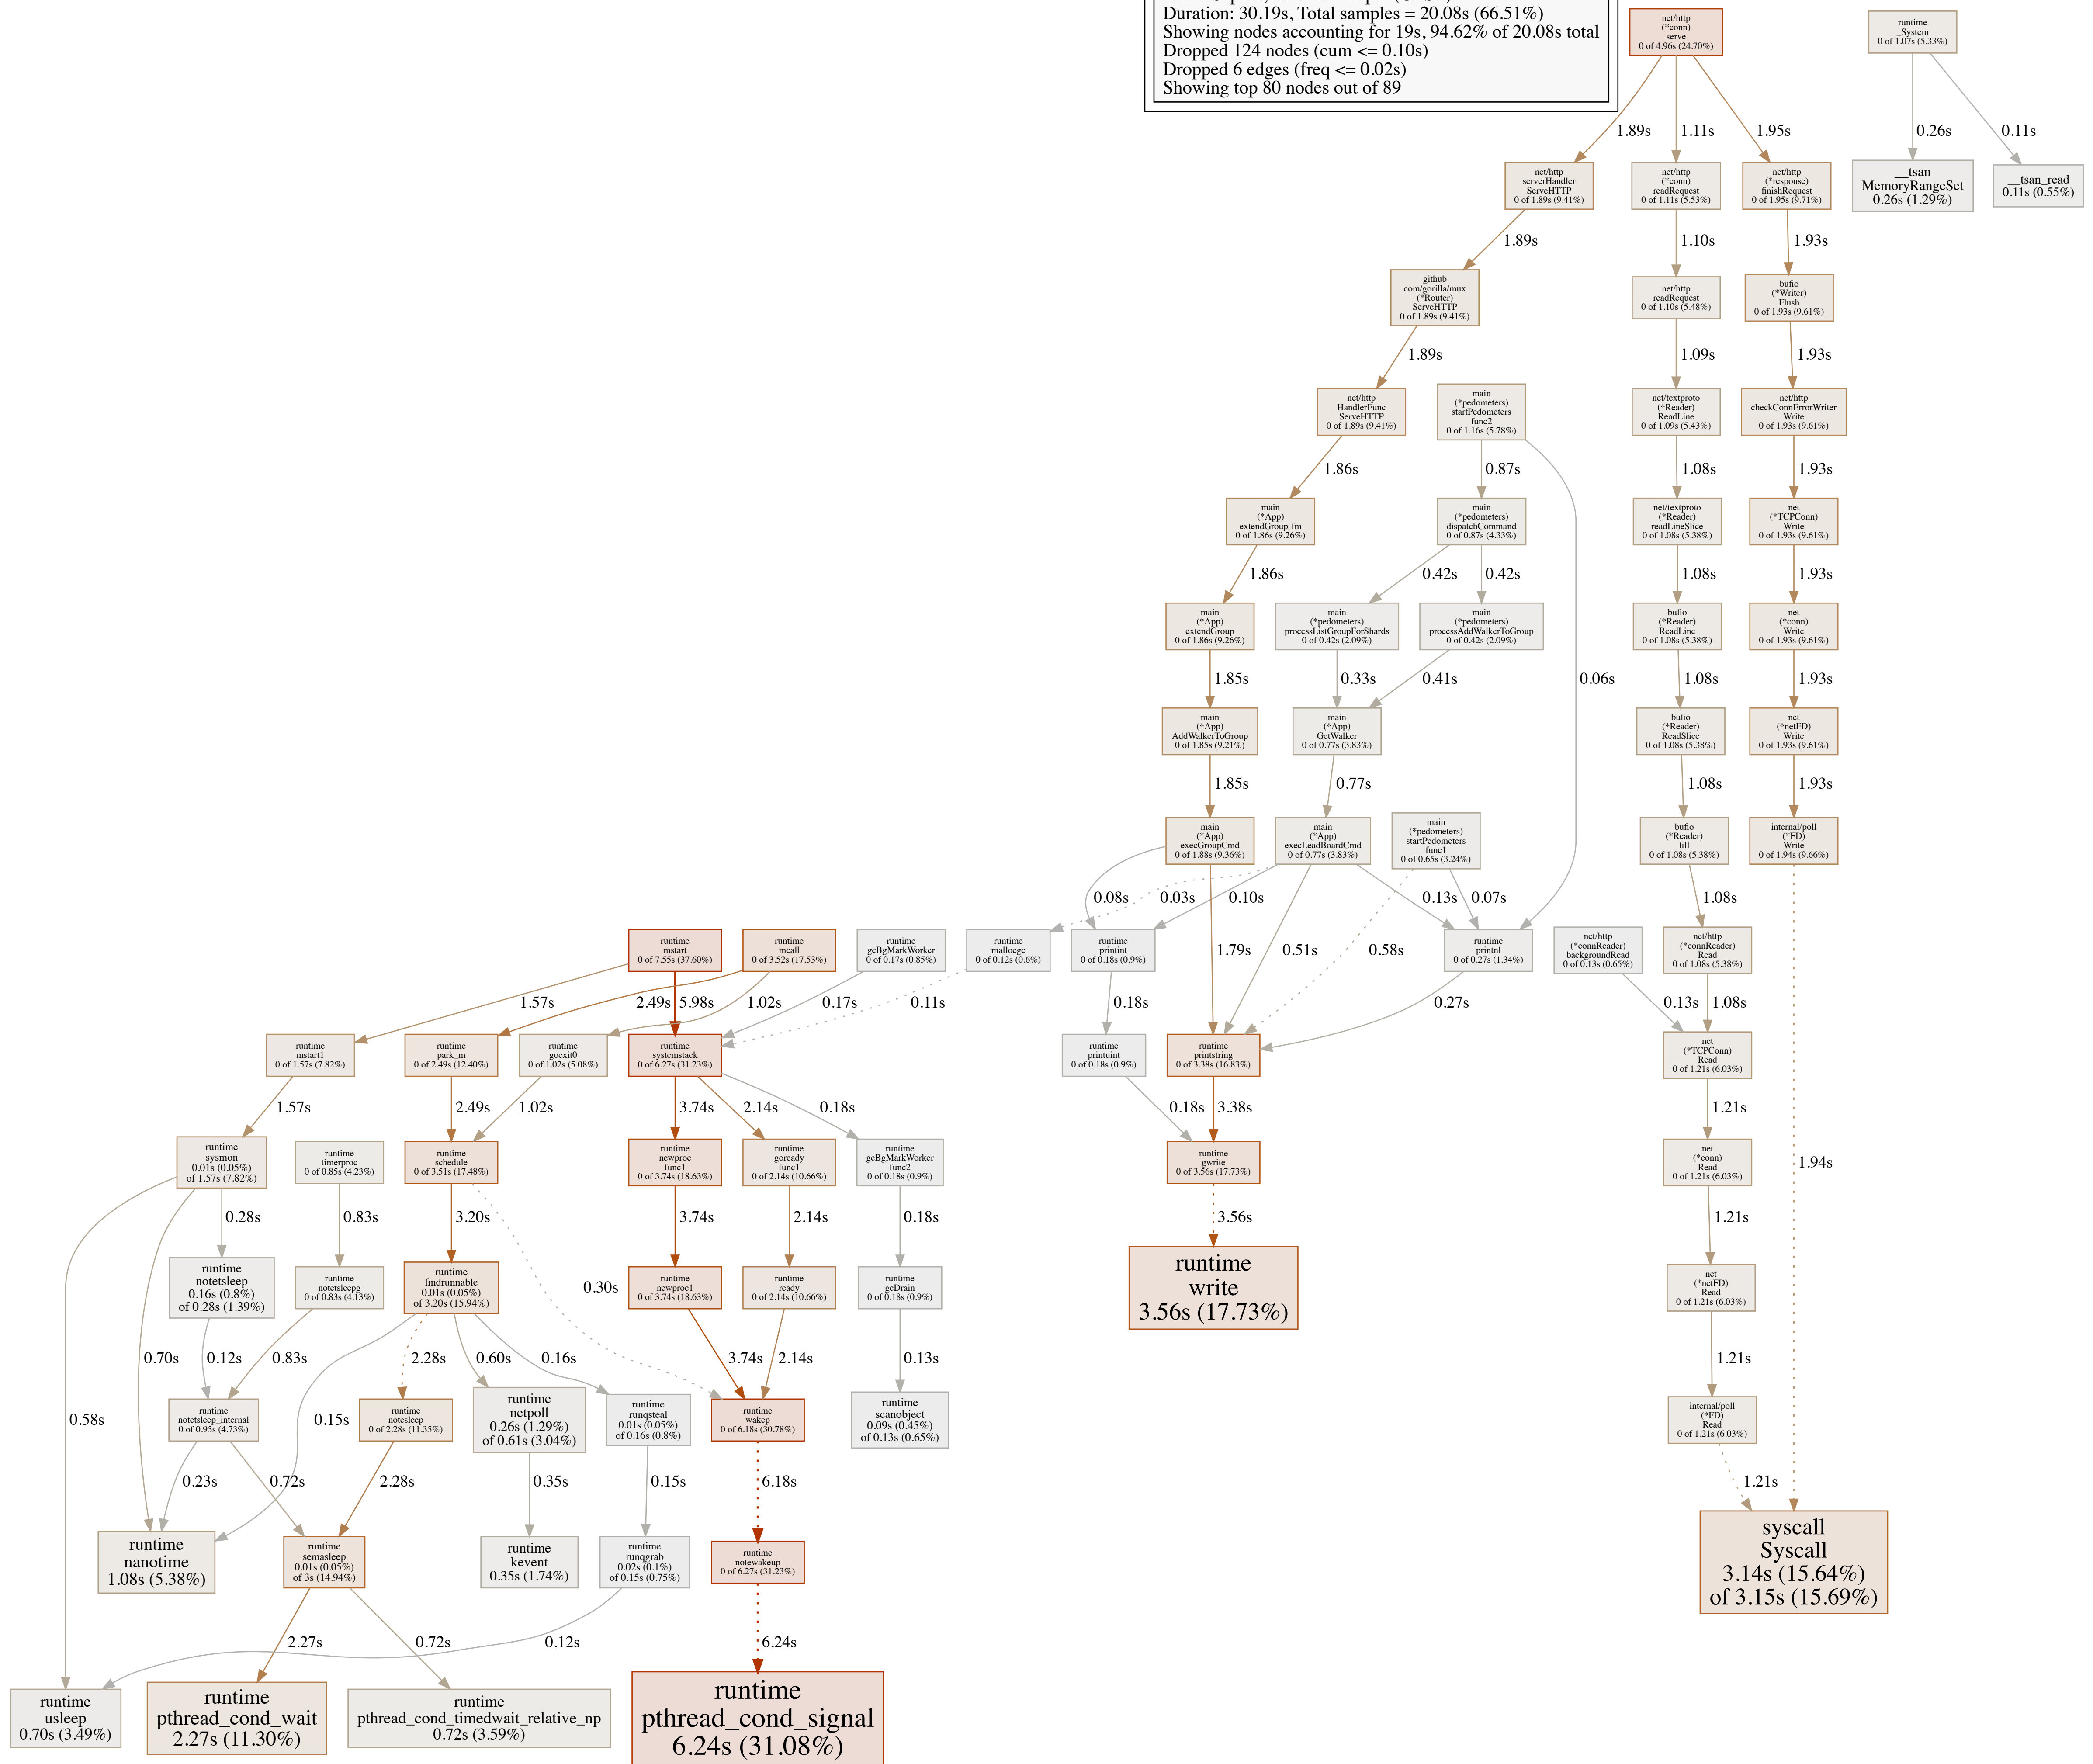 Duration: 30.19s, Total samples = 20.08s (66.51%)
Showing nodes accounting for 19s, 94.62% of 20.08s total
Dropped 124 nodes (cum <= 0.10s)
Dropped 6 edges (freq <= 0.02s)
Showing top 80 nodes out of 89
net/http
(*conn)
serve
0 of 4.96s (24.70%)
runtime
_System
0 of 1.07s (5.33%)
1.89s
1.11s
1.95s
0.26s
0.11s
net/http
serverHandler
ServeHTTP
0 of 1.89s (9.41%)
net/http
(*conn)
readRequest
0 of 1.11s (5.53%)
net/http
(*response)
finishRequest
0 of 1.95s (9.71%)
__tsan
MemoryRangeSet
0.26s (1.29%)
__tsan_read
0.11s (0.55%)
1.89s
1.10s
1.93s
github
com/gorilla/mux
(*Router)
ServeHTTP
0 of 1.89s (9.41%)
net/http
readRequest
0 of 1.10s (5.48%)
bufio
(*Writer)
Flush
0 of 1.93s (9.61%)
1.89s
1.09s
1.93s
net/http
HandlerFunc
ServeHTTP
0 of 1.89s (9.41%)
main
(*pedometers)
startPedometers
func2
0 of 1.16s (5.78%)
net/textproto
(*Reader)
ReadLine
0 of 1.09s (5.43%)
net/http
checkConnErrorWriter
Write
0 of 1.93s (9.61%)
1.86s
0.87s
1.08s
1.93s
main
(*App)
extendGroup-fm
0 of 1.86s (9.26%)
main
(*pedometers)
dispatchCommand
0 of 0.87s (4.33%)
net/textproto
(*Reader)
readLineSlice
0 of 1.08s (5.38%)
net
(*TCPConn)
Write
0 of 1.93s (9.61%)
1.86s
0.42s
0.42s
1.08s
1.93s
main
(*App)
extendGroup
0 of 1.86s (9.26%)
main
(*pedometers)
processListGroupForShards
0 of 0.42s (2.09%)
main
(*pedometers)
processAddWalkerToGroup
0 of 0.42s (2.09%)
bufio
(*Reader)
ReadLine
0 of 1.08s (5.38%)
net
(*conn)
Write
0 of 1.93s (9.61%)
1.85s
0.33s
0.41s
0.06s
1.08s
1.93s
main
(*App)
AddWalkerToGroup
0 of 1.85s (9.21%)
main
(*App)
GetWalker
0 of 0.77s (3.83%)
bufio
(*Reader)
ReadSlice
0 of 1.08s (5.38%)
net
(*netFD)
Write
0 of 1.93s (9.61%)
1.85s
0.77s
1.08s
1.93s
main
(*App)
execGroupCmd
0 of 1.88s (9.36%)
main
(*App)
execLeadBoardCmd
0 of 0.77s (3.83%)
main
(*pedometers)
startPedometers
func1
0 of 0.65s (3.24%)
bufio
(*Reader)
fill
0 of 1.08s (5.38%)
internal/poll
(*FD)
Write
0 of 1.94s (9.66%)
0.08s
0.03s
0.10s
0.13s
0.07s
1.08s
runtime
mstart
0 of 7.55s (37.60%)
runtime
mcall
0 of 3.52s (17.53%)
runtime
gcBgMarkWorker
0 of 0.17s (0.85%)
runtime
mallocgc
0 of 0.12s (0.6%)
runtime
printint
0 of 0.18s (0.9%)
1.79s
0.51s
0.58s
runtime
printnl
0 of 0.27s (1.34%)
net/http
(*connReader)
backgroundRead
0 of 0.13s (0.65%)
net/http
(*connReader)
Read
0 of 1.08s (5.38%)
1.57s
2.49s
5.98s
1.02s
0.17s
0.11s
0.18s
0.27s
0.13s
1.08s
runtime
mstart1
0 of 1.57s (7.82%)
runtime
park_m
0 of 2.49s (12.40%)
runtime
goexit0
0 of 1.02s (5.08%)
runtime
systemstack
0 of 6.27s (31.23%)
runtime
printuint
0 of 0.18s (0.9%)
runtime
printstring
0 of 3.38s (16.83%)
net
(*TCPConn)
Read
0 of 1.21s (6.03%)
1.57s
2.49s
1.02s
3.74s
2.14s
0.18s
0.18s
3.38s
1.21s
runtime
sysmon
0.01s (0.05%)
of 1.57s (7.82%)
runtime
timerproc
0 of 0.85s (4.23%)
runtime
schedule
0 of 3.51s (17.48%)
runtime
newproc
func1
0 of 3.74s (18.63%)
runtime
goready
func1
0 of 2.14s (10.66%)
runtime
gcBgMarkWorker
func2
0 of 0.18s (0.9%)
runtime
gwrite
0 of 3.56s (17.73%)
net
(*conn)
Read
0 of 1.21s (6.03%)
1.94s
0.28s
0.83s
3.20s
3.74s
2.14s
0.18s
3.56s
1.21s
runtime
notetsleep
0.16s (0.8%)
of 0.28s (1.39%)
runtime
notetsleepg
0 of 0.83s (4.13%)
runtime
findrunnable
0.01s (0.05%)
of 3.20s (15.94%)
0.30s
runtime
newproc1
0 of 3.74s (18.63%)
runtime
ready
0 of 2.14s (10.66%)
runtime
gcDrain
0 of 0.18s (0.9%)
runtime
write
3.56s (17.73%)
net
(*netFD)
Read
0 of 1.21s (6.03%)
0.70s
0.12s
0.83s
2.28s
0.60s
0.16s
3.74s
2.14s
0.13s
1.21s
0.58s
runtime
notetsleep_internal
0 of 0.95s (4.73%)
0.15s
runtime
notesleep
0 of 2.28s (11.35%)
runtime
netpoll
0.26s (1.29%)
of 0.61s (3.04%)
runtime
runqsteal
0.01s (0.05%)
of 0.16s (0.8%)
runtime
wakep
0 of 6.18s (30.78%)
runtime
scanobject
0.09s (0.45%)
of 0.13s (0.65%)
internal/poll
(*FD)
Read
0 of 1.21s (6.03%)
0.23s
0.72s
2.28s
0.35s
0.15s
6.18s
1.21s
runtime
nanotime
1.08s (5.38%)
runtime
semasleep
0.01s (0.05%)
of 3s (14.94%)
runtime
kevent
0.35s (1.74%)
runtime
runqgrab
0.02s (0.1%)
of 0.15s (0.75%)
runtime
notewakeup
0 of 6.27s (31.23%)
syscall
Syscall
3.14s (15.64%)
of 3.15s (15.69%)
2.27s
0.72s
0.12s
6.24s
runtime
usleep
0.70s (3.49%)
runtime
pthread_cond_wait
2.27s (11.30%)
runtime
pthread_cond_timedwait_relative_np
0.72s (3.59%)
runtime
pthread_cond_signal
6.24s (31.08%)